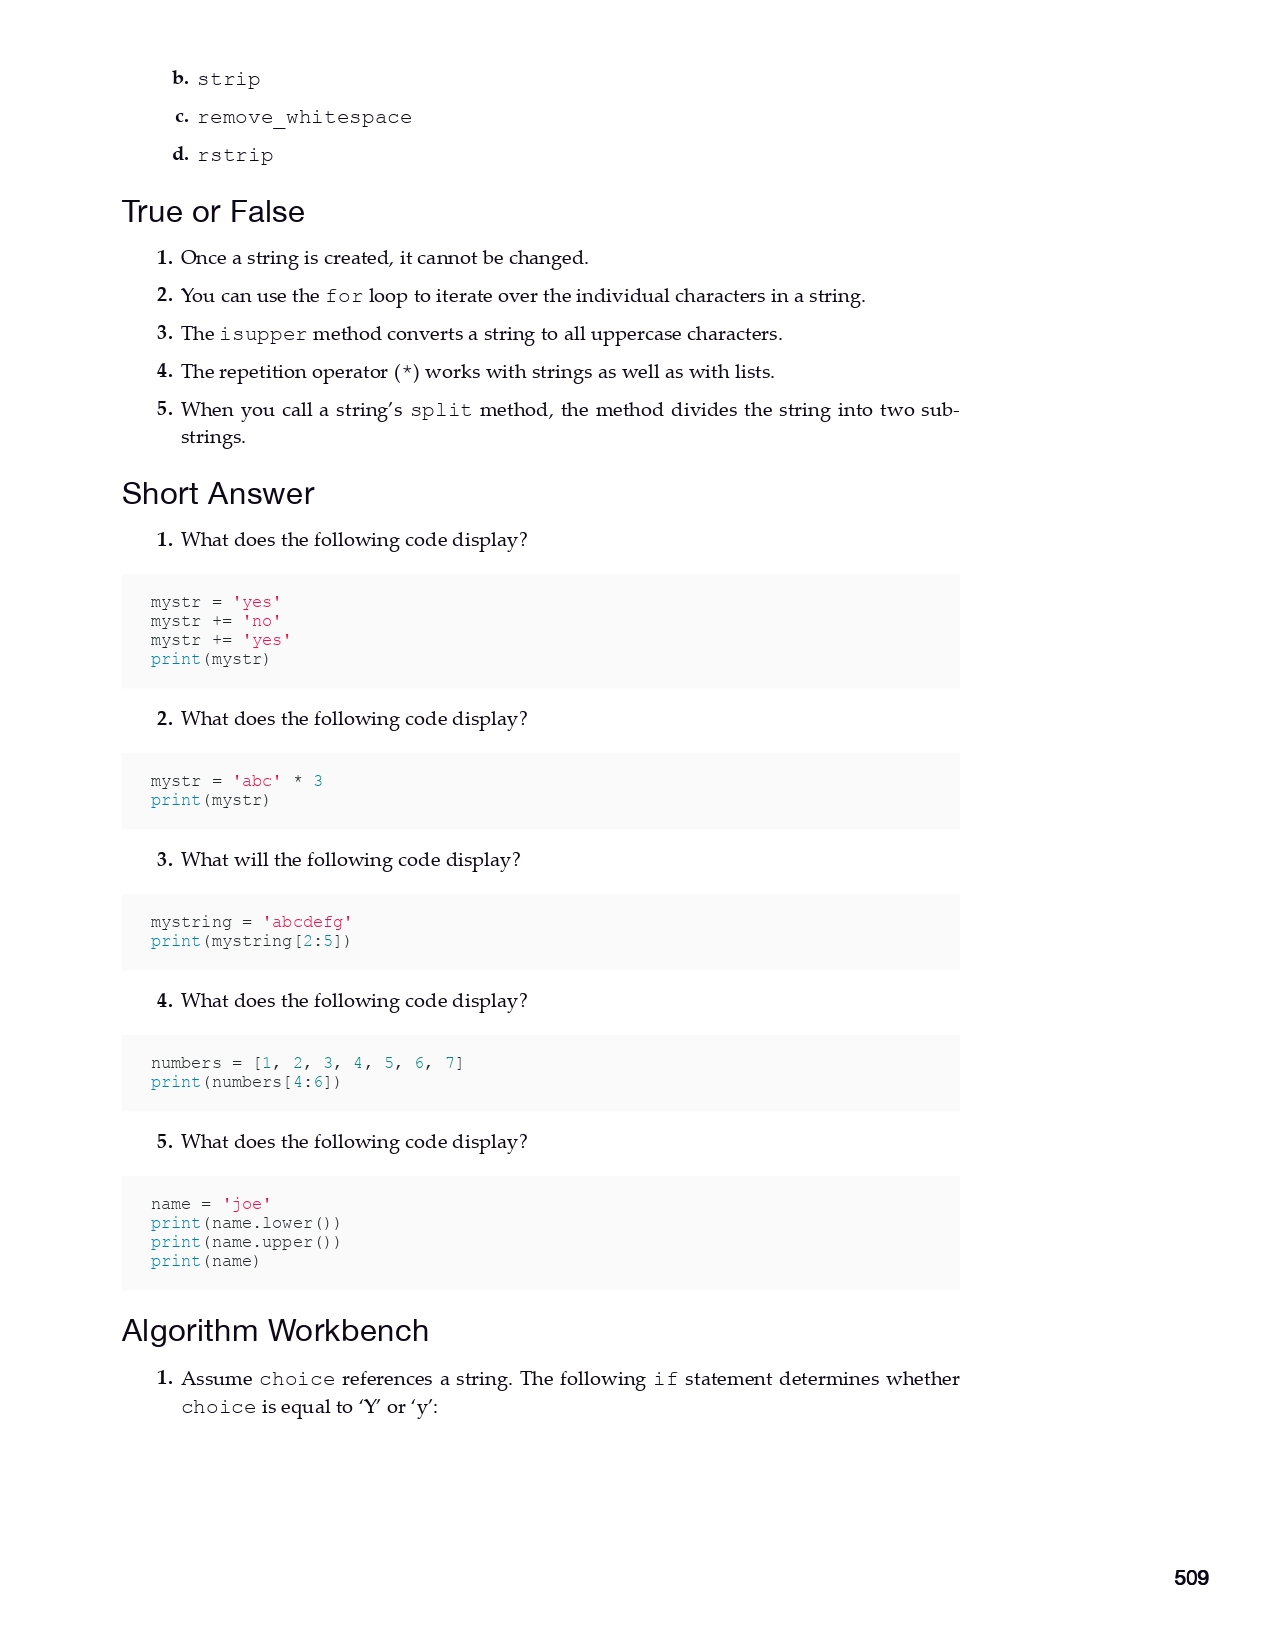 b. strip
c. remove_whitespace
d. rstrip
True or False
1. Once a string is created, it cannot be changed.
2. You can use the for loop to iterate over the individual characters in a string.
3. The isupper method converts a string to all uppercase characters.
4. The repetition operator (*) works with strings as well as with lists.
5. When you call a string’s split method, the method divides the string into two sub-
strings.
Short Answer
1. What does the following code display?
mystr = 'yes'
mystr += 'no'
mystr += 'yes'
print(mystr)
2. What does the following code display?
mystr = 'abc' * 3
print(mystr)
3. What will the following code display?
mystring = 'abcdefg'
print(mystring[2:5])
4. What does the following code display?
numbers = [1, 2, 3, 4, 5, 6, 7]
print(numbers[4:6])
5. What does the following code display?
name = 'joe'
print(name.lower())
print(name.upper())
print(name)
Algorithm Workbench
1. Assume choice references a string. The following if statement determines whether
choice is equal to ‘Y’ or ‘y’:
509